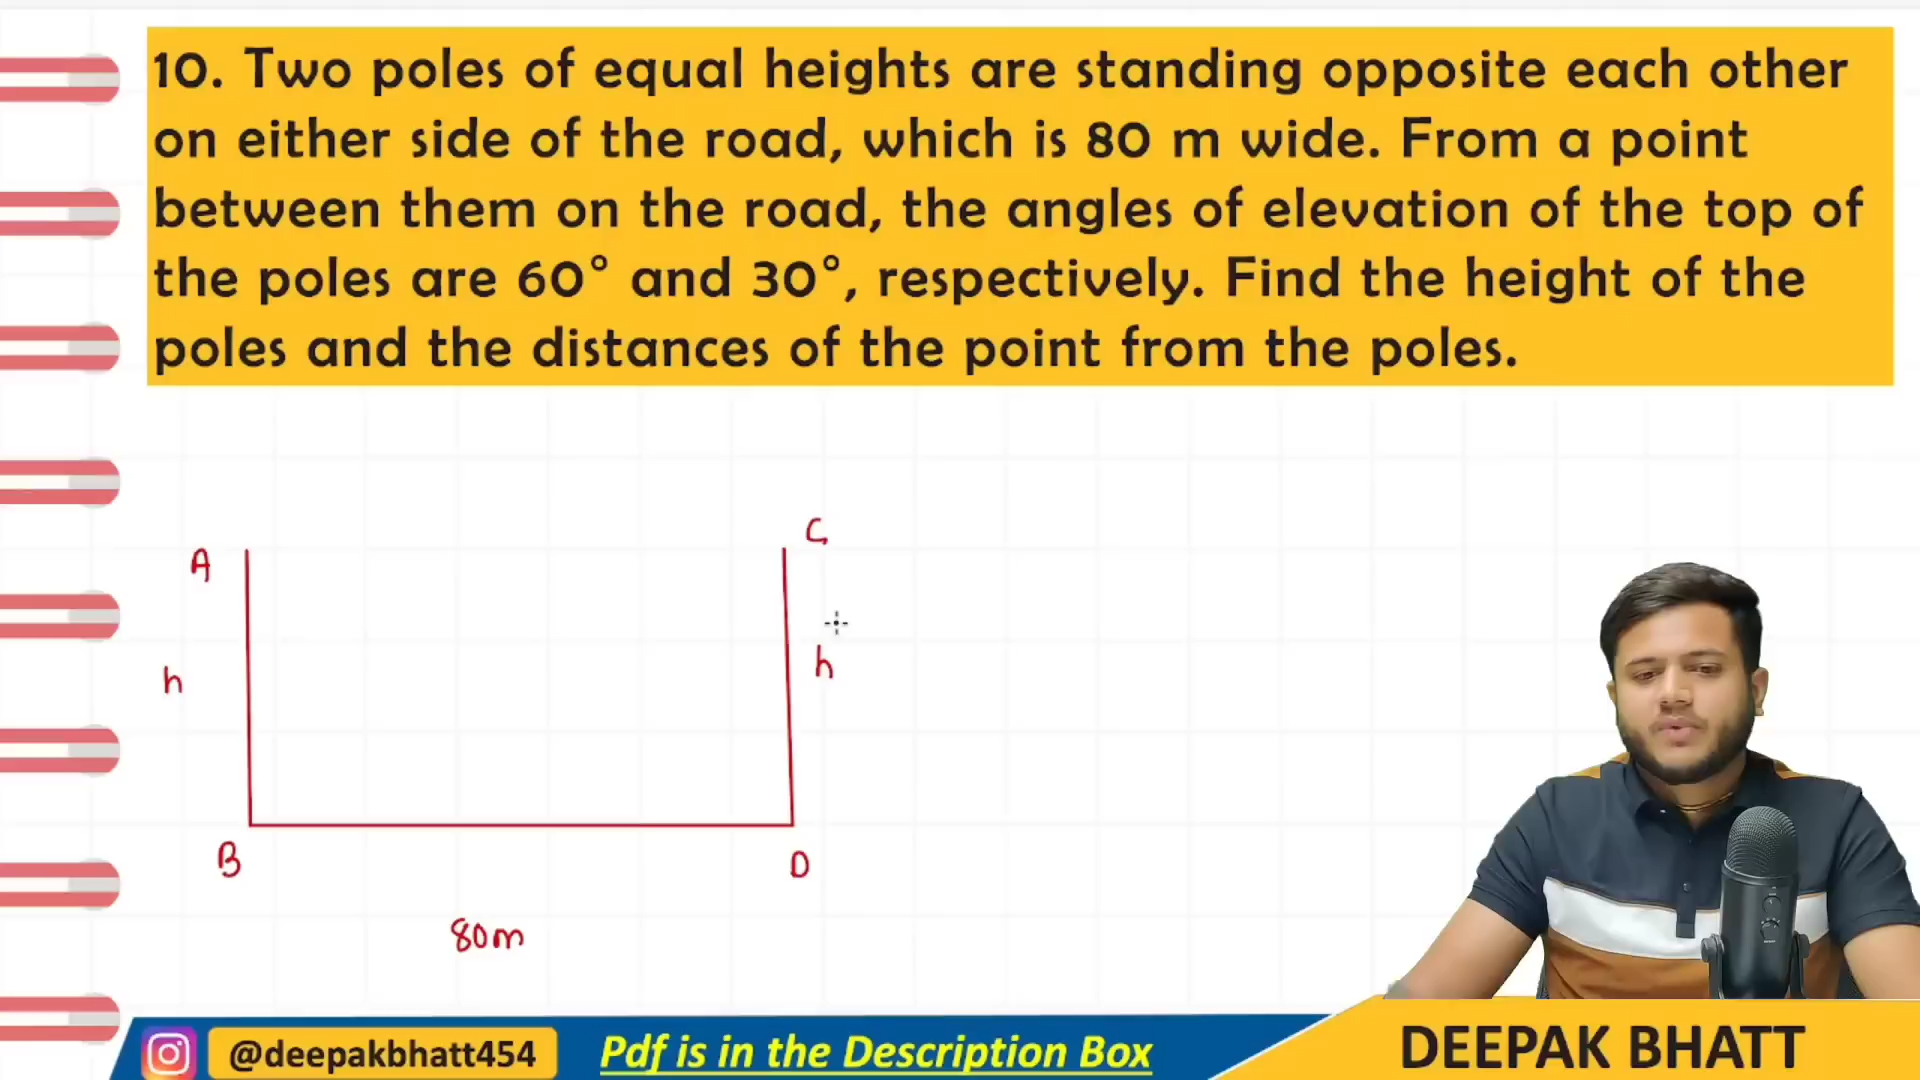 10. Two poles of equal heights are standing opposite each other
on either side of the road, which is 80 m wide. From a point
between them on the road, the angles of elevation of the top of
the poles are 60° and 30°, respectively. Find the height of the
poles and the distances of the point from the poles.
C
A
h
h
B
D
80m
@deepakbhatt454
Pdf is in the Description Box
DEEPAK BHATT